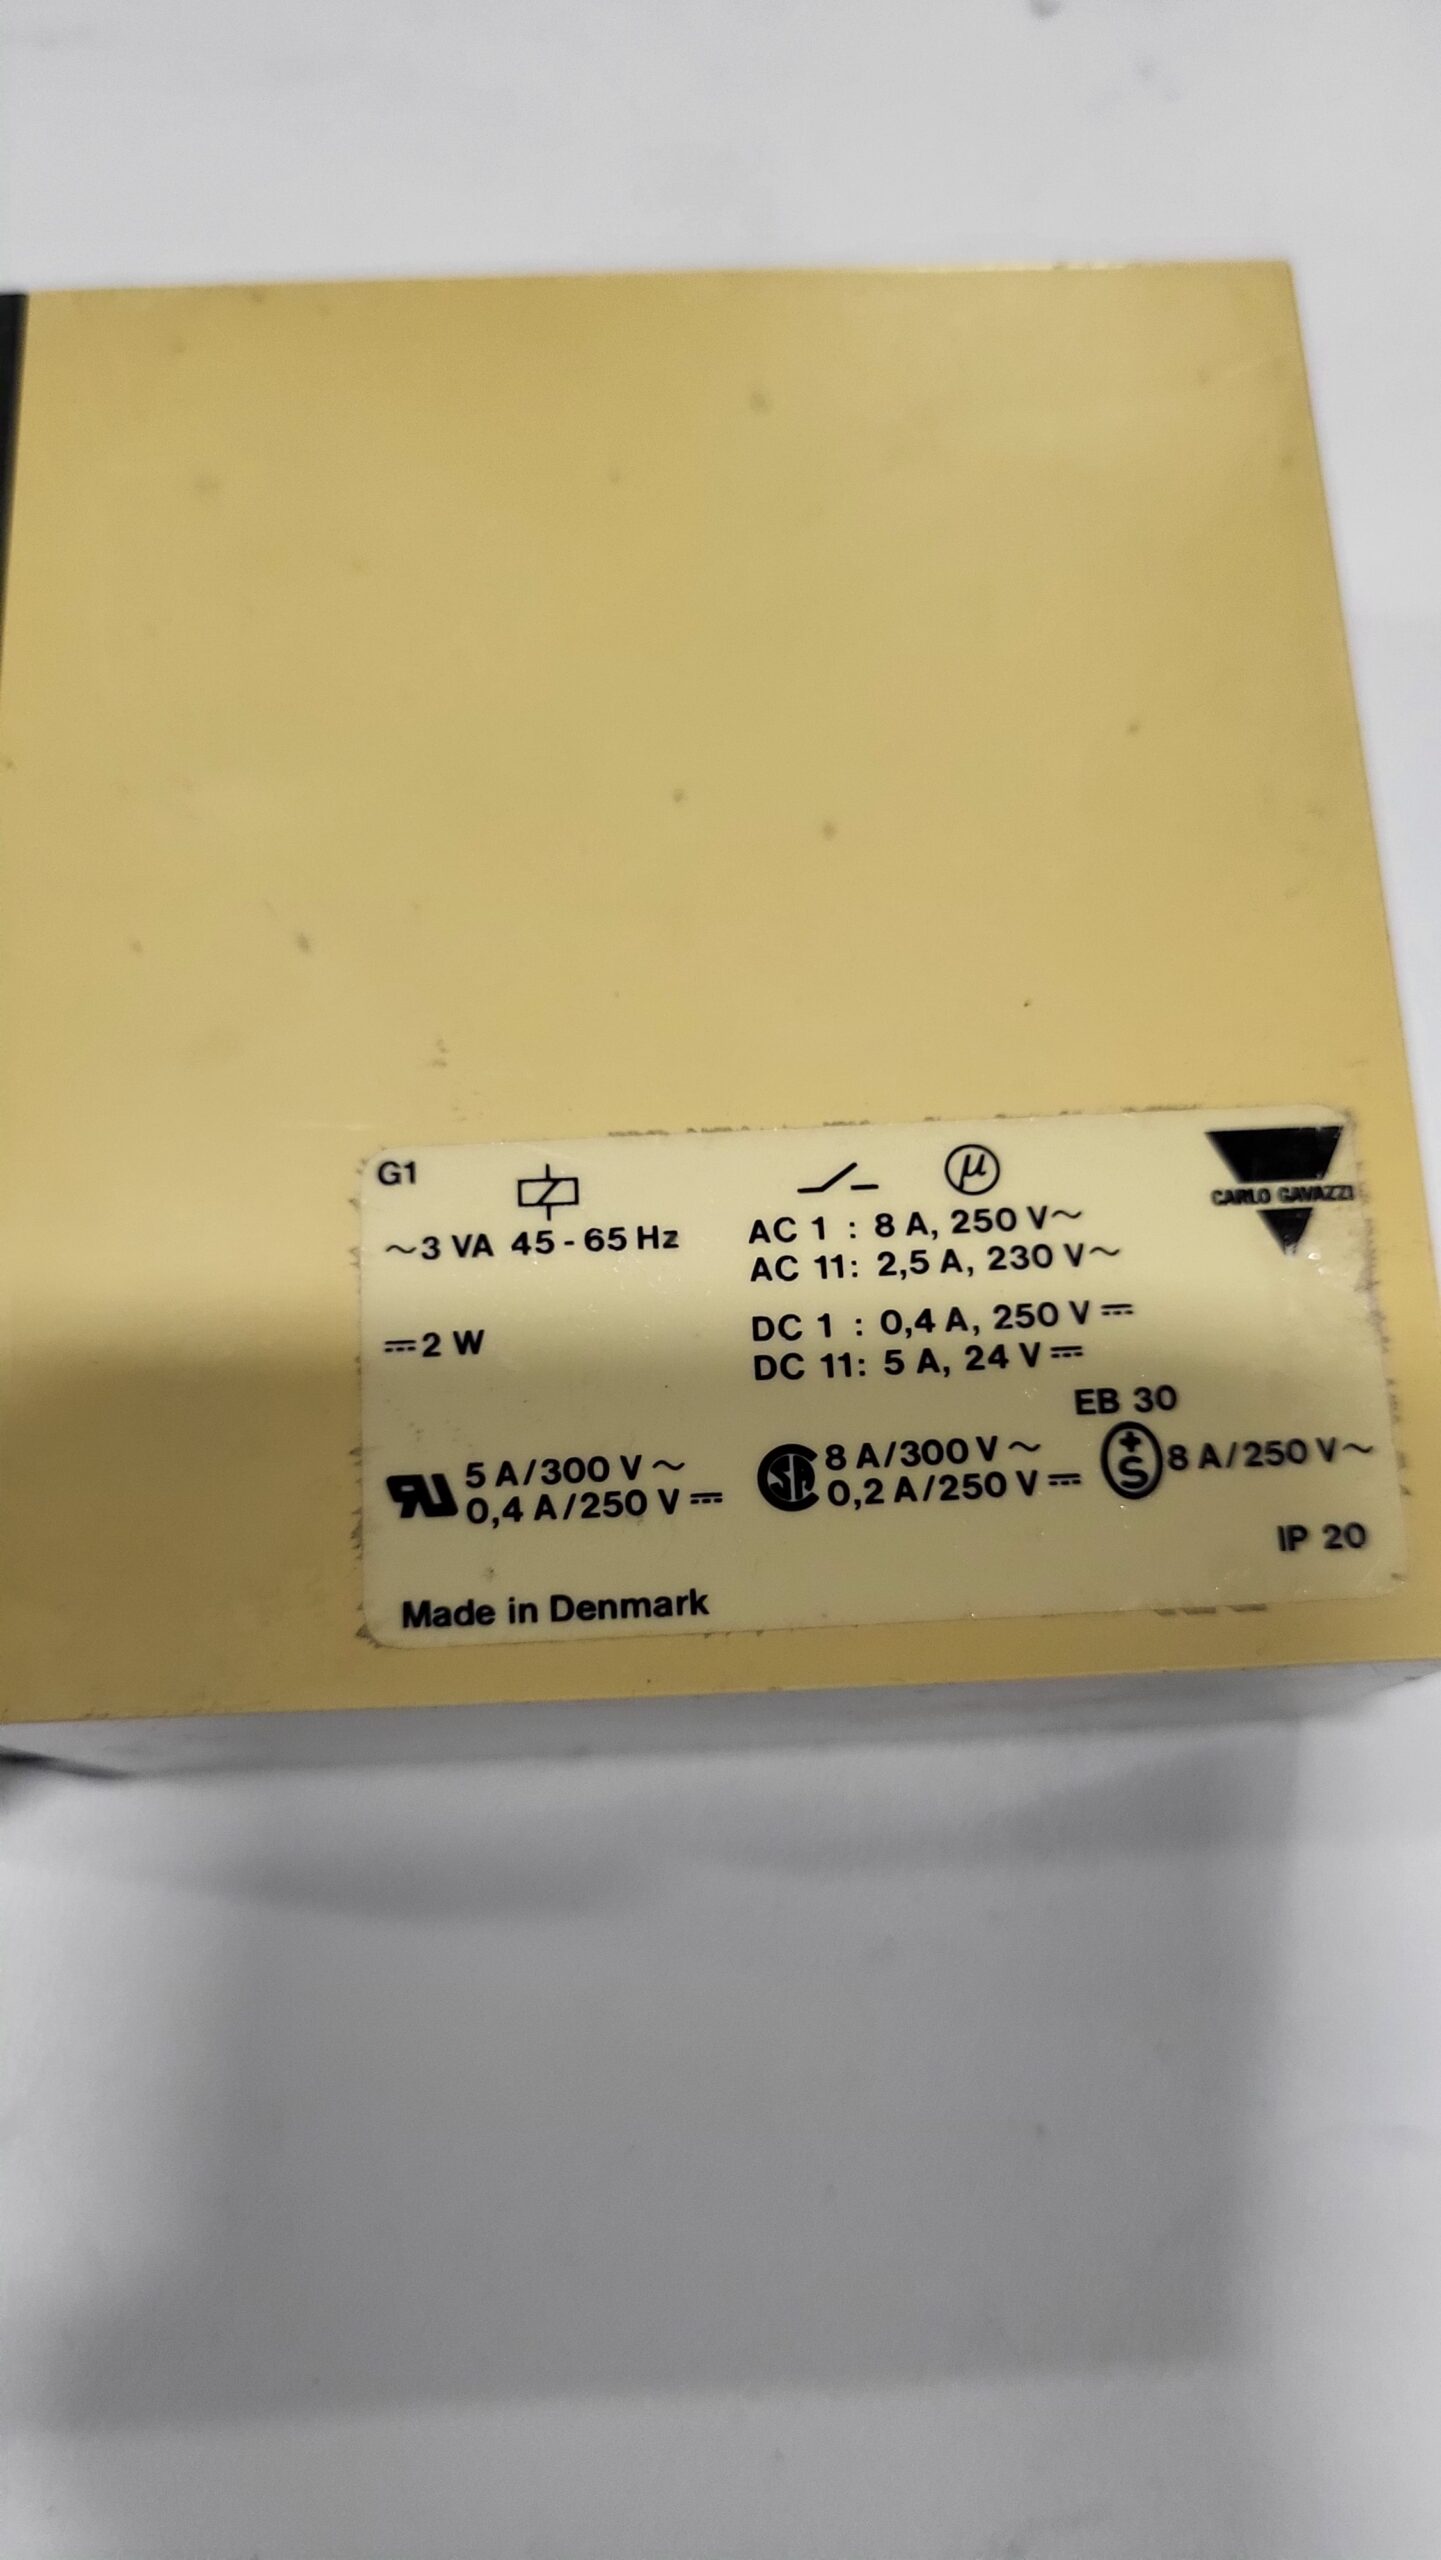 G1
µ
CARLO GAVAZZI
~3 VA 45-65 Hz
AC 1 : 8 A, 250 V~
AC 11: 2,5 A, 230 V~
⎓2 W
DC 1 : 0,4 A, 250 V⎓
DC 11: 5 A, 24 V⎓
EB 30
RU 5 A/300 V~
0,4 A/250 V⎓
SA 8 A/300 V~
0,2 A/250 V⎓
+S 8 A/250 V~
IP 20
Made in Denmark